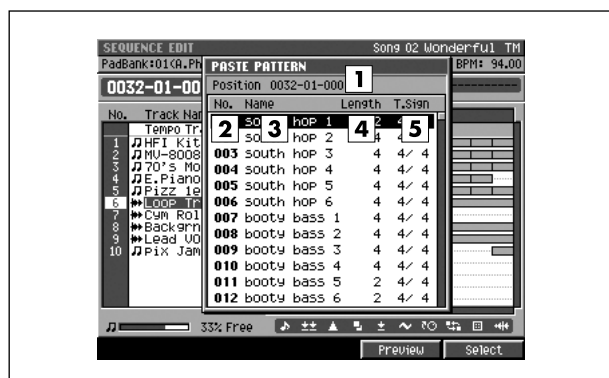 SEQUENCE EDIT Song 02 Wonderful TM
PadBank:01(A.Ph BPM: 94.00
PASTE PATTERN
Position 0032-01-000 1
0032-01-00
No. Name Length T.Sign
No. Track Nam
Tempo Tr
2 3 4 5
hop 1
hop 2 4
003 south hop 3 4 4/ 4
004 south hop 4 4 4/ 4
005 south hop 5 4 4/ 4
006 south hop 6 4 4/ 4
007 booty bass 1 4 4/ 4
008 booty bass 2 4 4/ 4
009 booty bass 3 4 4/ 4
010 booty bass 4 4 4/ 4
011 booty bass 5 2 4/ 4
012 booty bass 6 2 4/ 4
1 HFI Kit
2 MV-8008
3 70's Mo
4 E.Piano
5 Pizz le
6 Loop Tr
7 Cym Rol
8 Backgrn
9 Lead VO
10 Pix Jam
33% Free
Preview Select